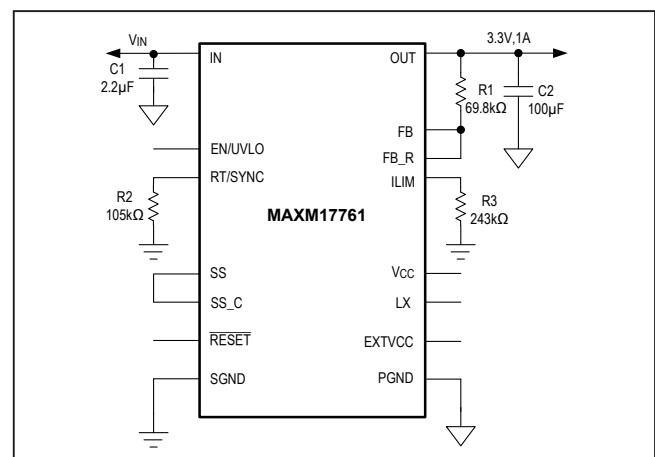 VIN
IN
OUT
3.3V,1A
C1
2.2µF
R1
69.8kΩ
C2
100µF
FB
EN/UVLO
FB_R
RT/SYNC
ILIM
R2
105kΩ
MAXM17761
R3
243kΩ
SS
VCC
SS_C
LX
RESET
EXTVCC
SGND
PGND